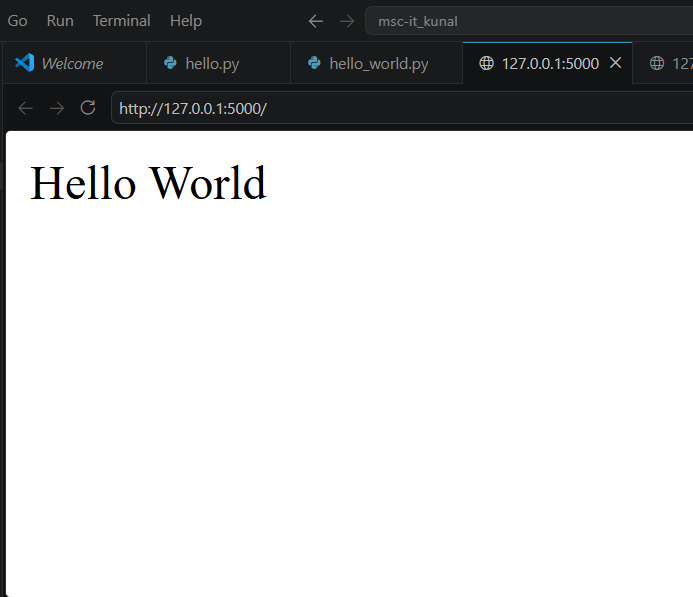 Go Run Terminal Help msc-it_kunal
Welcome hello.py hello_world.py 127.0.0.1:5000 127
http://127.0.0.1:5000/
Hello World